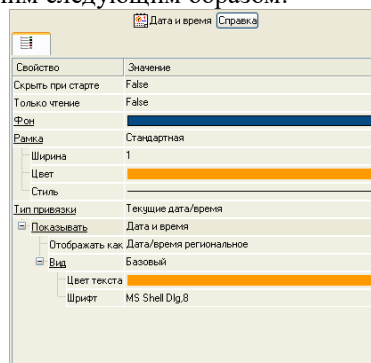 им следующим образом:
Дата и время Справка
Свойство Значение
Скрыть при старте False
Только чтение False
Фон
Рамка Стандартная
Ширина 1
Цвет
Стиль
Тип привязки Текущие дата/время
Показывать Дата и время
Отображать как Дата/время региональное
Вид Базовый
Цвет текста
Шрифт MS Shell Dlg,8